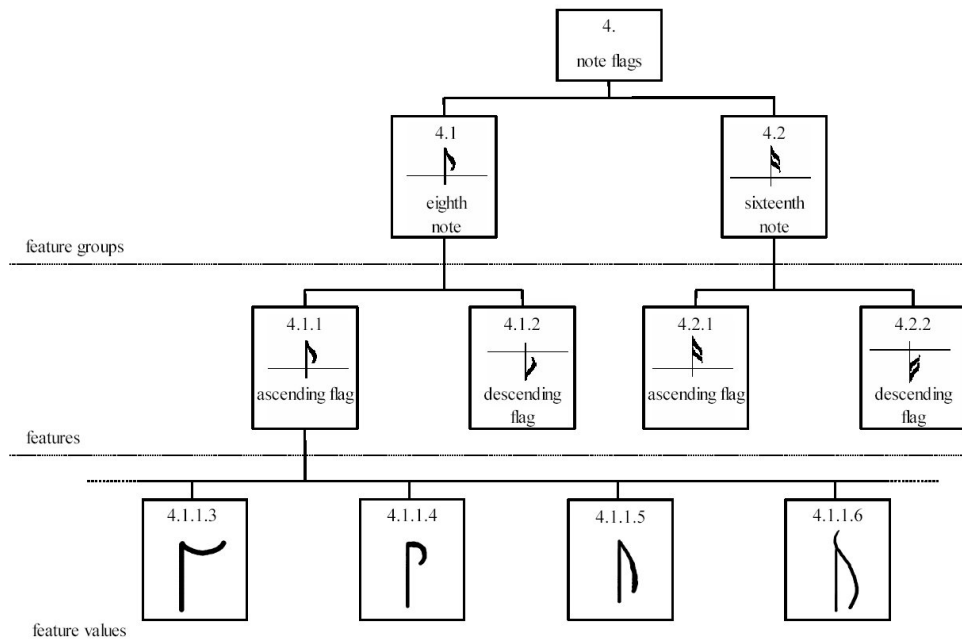 4.
note flags
4.1
eighth
note
4.2
sixteenth
note
feature groups
4.1.1
ascending flag
4.1.2
descending
flag
4.2.1
ascending flag
4.2.2
descending
flag
features
4.1.1.3
4.1.1.4
4.1.1.5
4.1.1.6
feature values